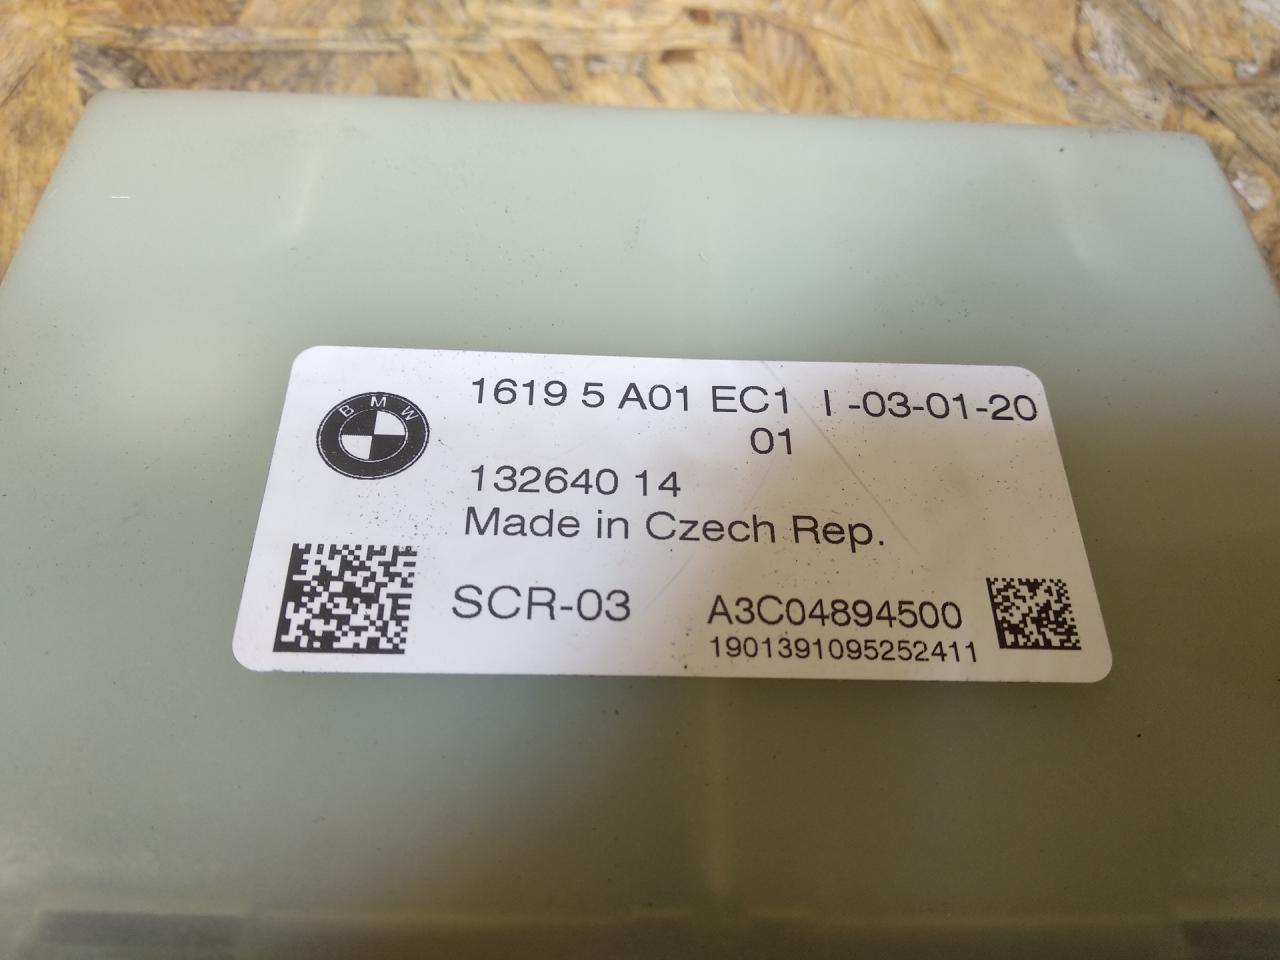 BMW
1619 5 A01 EC1 I -03-01-20
01
132640 14
Made in Czech Rep.
SCR-03
A3C04894500
1901391095252411